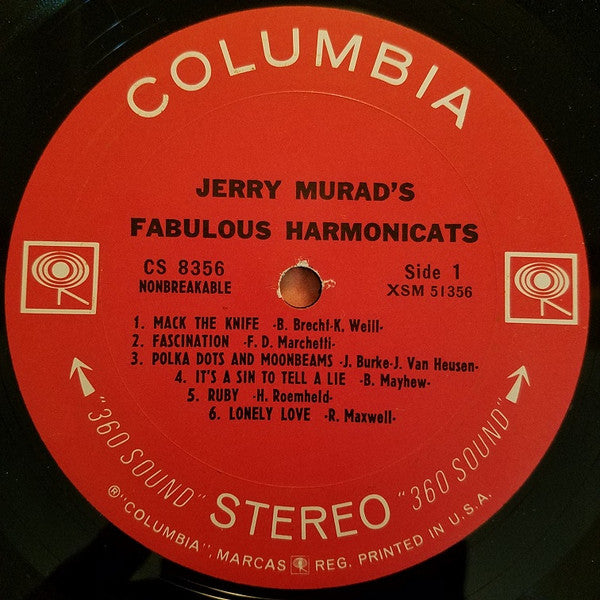 COLUMBIA
JERRY MURAD'S
FABULOUS HARMONICATS
CS 8356
NONBREAKABLE
Side 1
XSM 51356
1. MACK THE KNIFE -B. Brecht-K. Weill-
2. FASCINATION -F. D. Marchetti-
3. POLKA DOTS AND MOONBEAMS -J. Burke-J. Van Heusen-
4. IT'S A SIN TO TELL A LIE -B. Mayhew-
5. RUBY -H. Roemheld-
6. LONELY LOVE -R. Maxwell-
"360 SOUND" STEREO "360 SOUND"
® "COLUMBIA", MARCAS REG. PRINTED IN U.S.A.